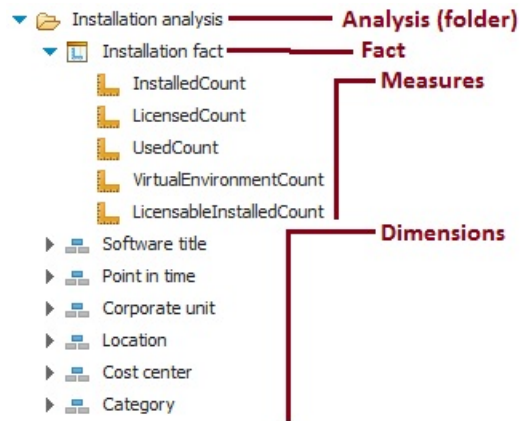 Installation analysis Analysis (folder)
Installation fact Fact
InstalledCount Measures
LicensedCount
UsedCount
VirtualEnvironmentCount
LicensableInstalledCount
Software title Dimensions
Point in time
Corporate unit
Location
Cost center
Category